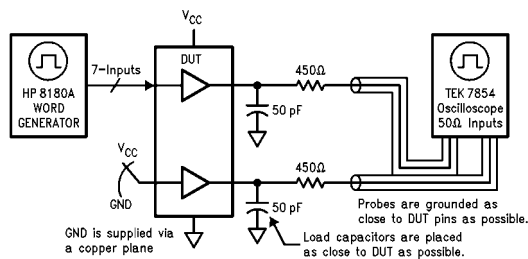 VCC
DUT
HP 8180A
WORD
GENERATOR
7-Inputs
450Ω
50 pF
TEK 7854
Oscilloscope
50Ω Inputs
VCC
GND
450Ω
50 pF
GND is supplied via
a copper plane
Probes are grounded as
close to DUT pins as possible.
Load capacitors are placed
as close to DUT as possible.